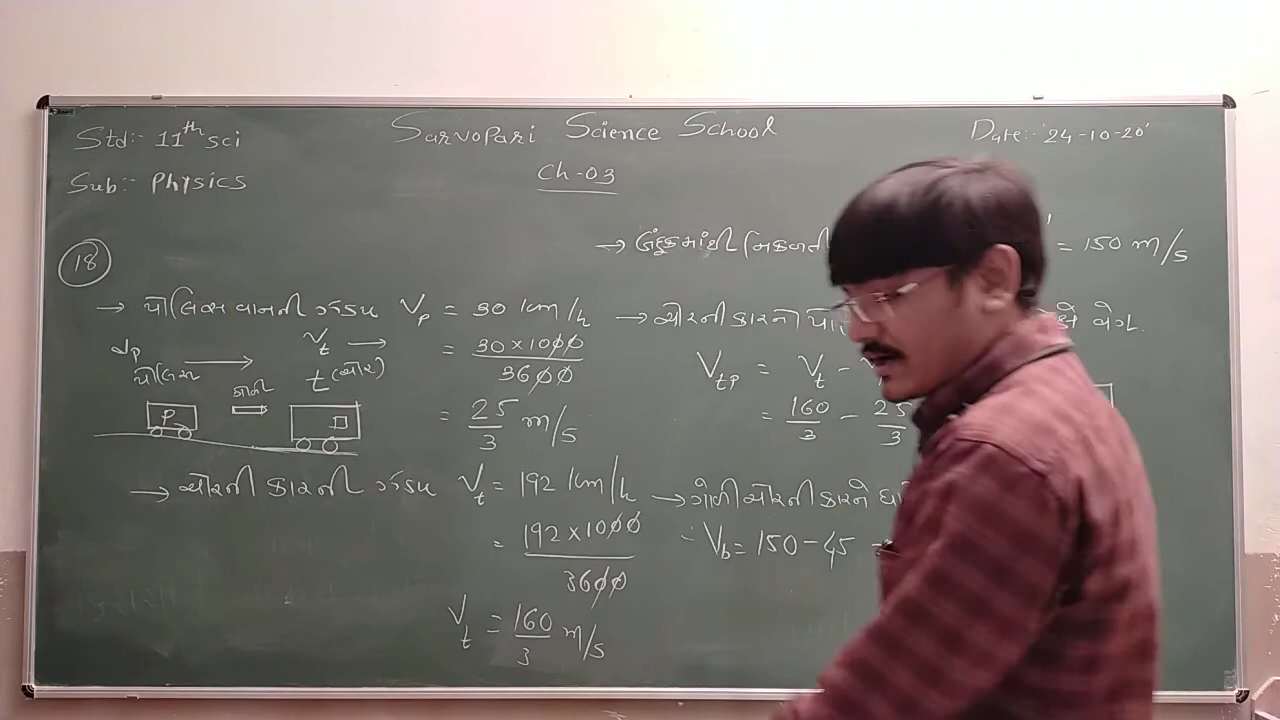 Std:- 11th sci
Sarvopari Science School
Date:- '24-10-20'
Sub:- Physics
Ch-03
18
→ બંદૂકમાંથી નિકળતી
= 150 m/s
→ પોલિસ વાનની ઝડપ Vp = 30 km/h
= 30 × 1000 / 3600
= 25/3 m/s
Vp
પોલિસ
Vt →
t (ચોર)
ગોળી
P
→ ચોરની કારની ઝડપ Vt = 192 km/h
= 192 × 1000 / 3600
Vt = 160/3 m/s
→ ચોરની કારનો
વેગ.
Vtp = Vt -
= 160/3 - 25/3
→ ગોળી ચોરની કારને
∴ Vb = 150 - 45